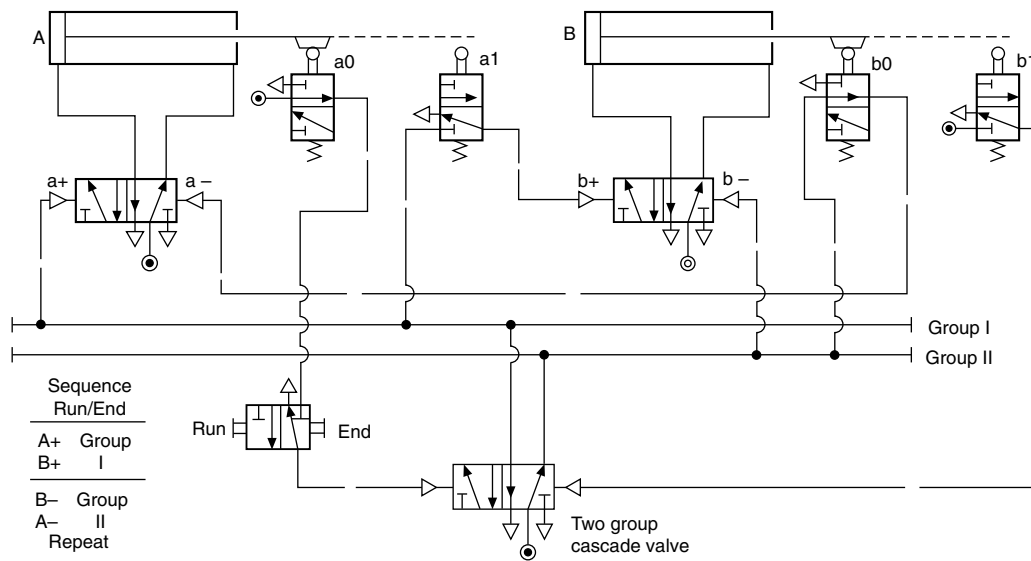 A
a0
a1
B
b0
b1
a+
a –
b+
b –
Group I
Group II
Sequence
Run/End
A+ Group
B+ I
B– Group
A– II
Repeat
Run
End
Two group
cascade valve